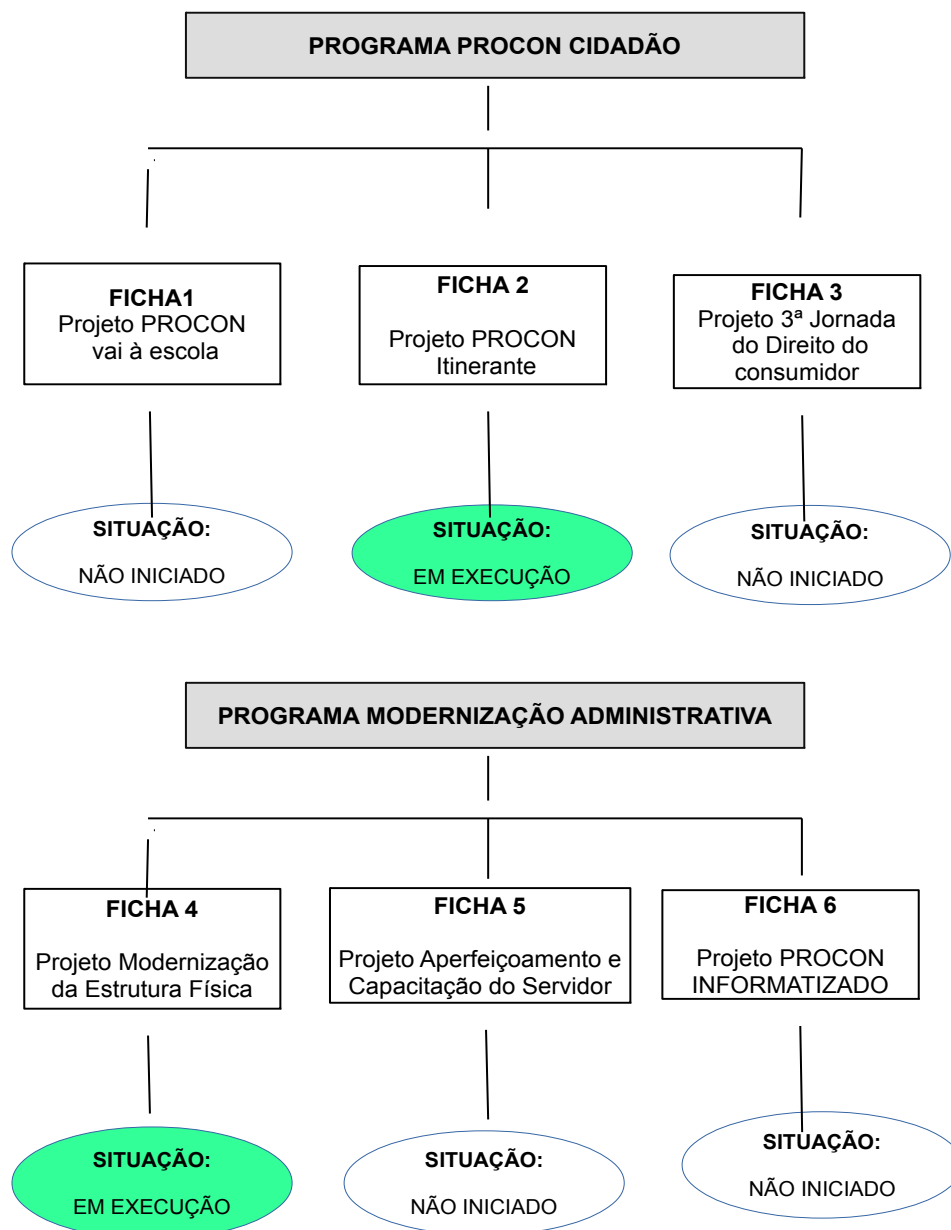 PROGRAMA PROCON CIDADÃO
FICHA1
Projeto PROCON
vai à escola
FICHA 2
Projeto PROCON
Itinerante
FICHA 3
Projeto 3ª Jornada
do Direito do
consumidor
SITUAÇÃO:
NÃO INICIADO
SITUAÇÃO:
EM EXECUÇÃO
SITUAÇÃO:
NÃO INICIADO
PROGRAMA MODERNIZAÇÃO ADMINISTRATIVA
FICHA 4
Projeto Modernização
da Estrutura Física
FICHA 5
Projeto Aperfeiçoamento e
Capacitação do Servidor
FICHA 6
Projeto PROCON
INFORMATIZADO
SITUAÇÃO:
EM EXECUÇÃO
SITUAÇÃO:
NÃO INICIADO
SITUAÇÃO:
NÃO INICIADO